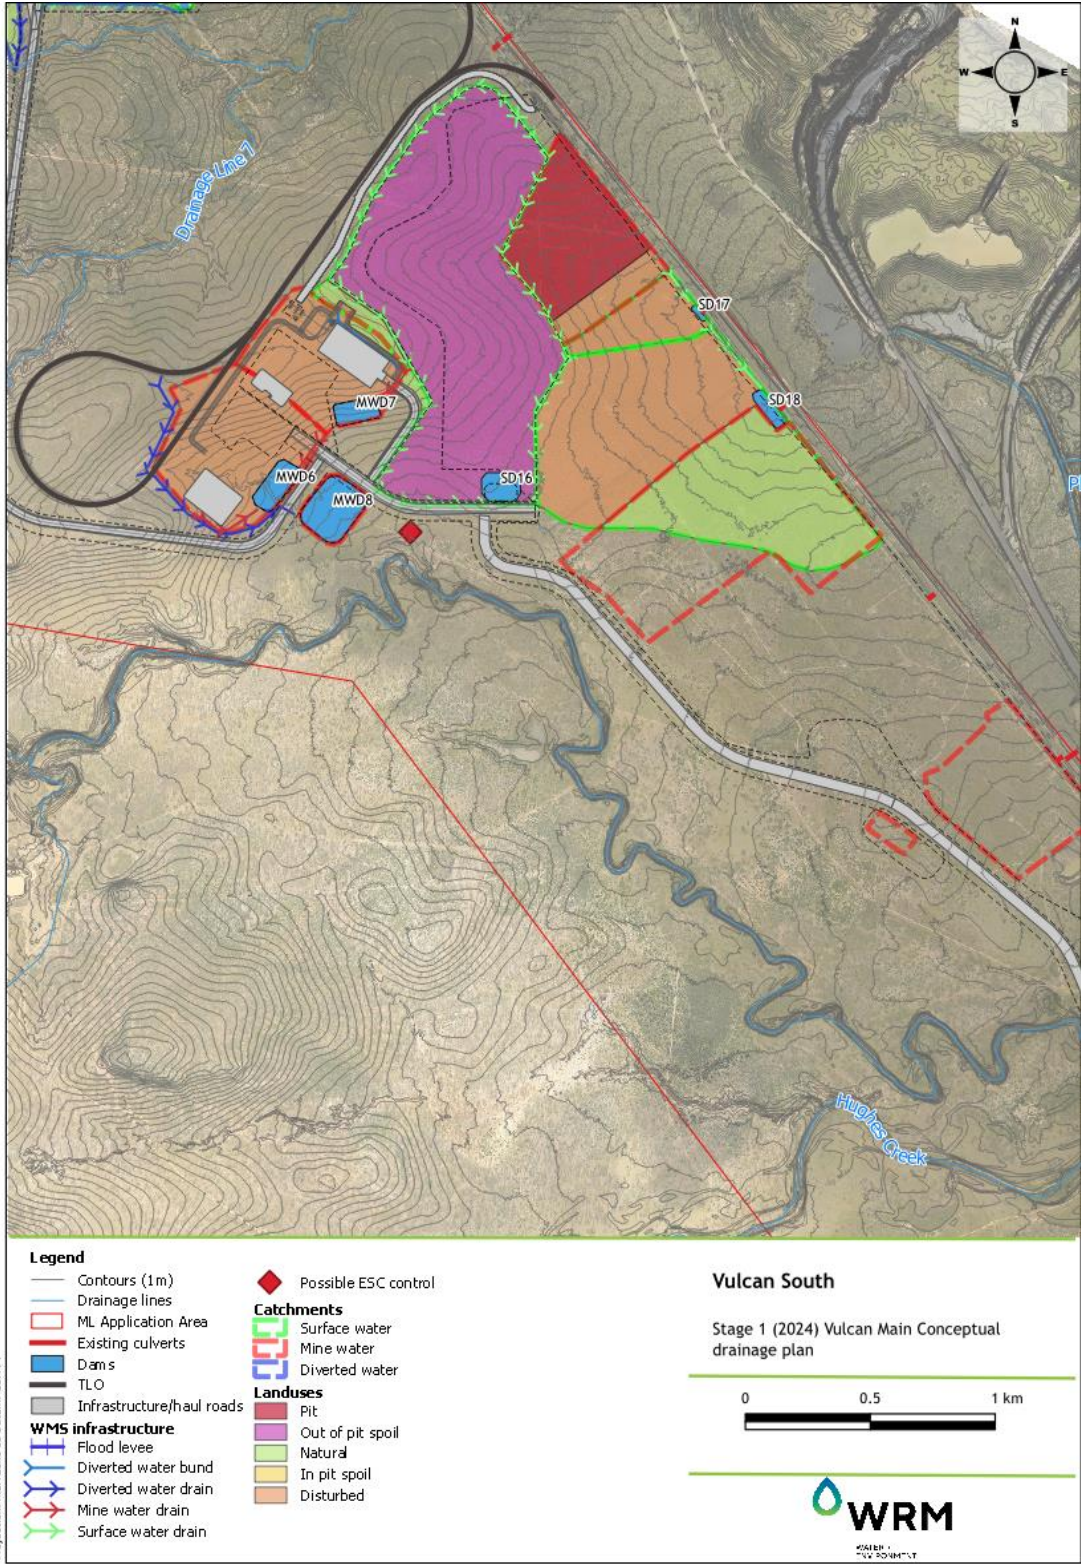 N
W E
S
Drainage Line 7
SD17
SD18
MWD7
MWD6
SD16
MWD8
Hughes Creek
Legend
Contours (1m)
Drainage lines
ML Application Area
Existing culverts
Dams
TLO
Infrastructure/haul roads
WMS infrastructure
Flood levee
Diverted water bund
Diverted water drain
Mine water drain
Surface water drain
Possible ESC control
Catchments
Surface water
Mine water
Diverted water
Landuses
Pit
Out of pit spoil
Natural
In pit spoil
Disturbed
Vulcan South
Stage 1 (2024) Vulcan Main Conceptual
drainage plan
0 0.5 1 km
WRM
WATER +
ENVIRONMENT